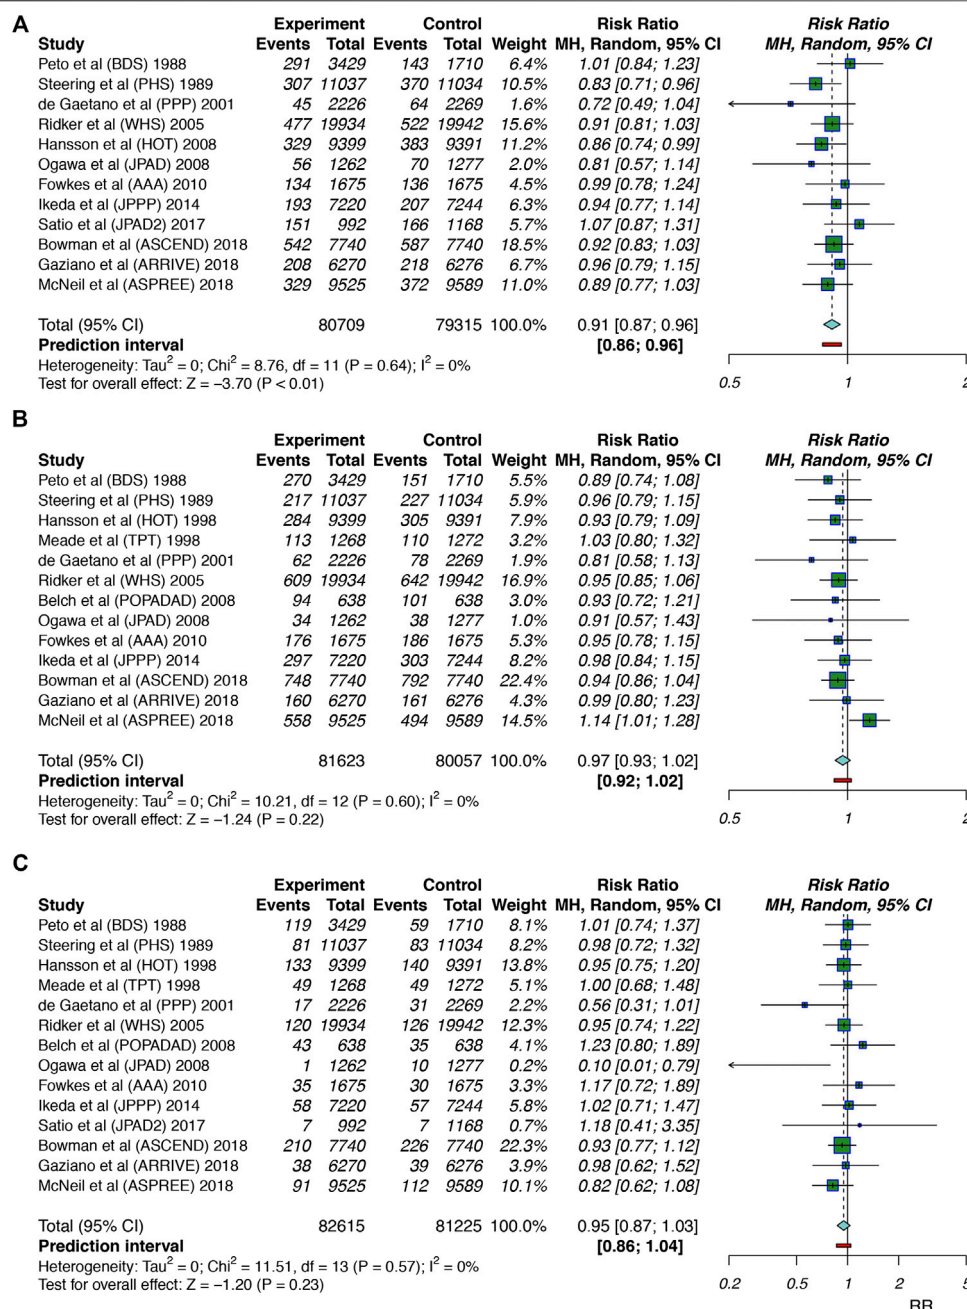 A
Experiment Control Risk Ratio Risk Ratio
Study Events Total Events Total Weight MH, Random, 95% CI MH, Random, 95% CI
Peto et al (BDS) 1988 291 3429 143 1710 6.4% 1.01 [0.84; 1.23]
Steering (PHS) 1989 307 11037 370 11034 10.5% 0.83 [0.71; 0.96]
de Gaetano et al (PPP) 2001 45 2226 64 2269 1.6% 0.72 [0.49; 1.04]
Ridker et al (WHS) 2005 477 19934 522 19942 15.6% 0.91 [0.81; 1.03]
Hansson et al (HOT) 2008 329 9399 383 9391 11.2% 0.86 [0.74; 0.99]
Ogawa et al (JPAD) 2008 56 1262 70 1277 2.0% 0.81 [0.57; 1.14]
Fowkes et al (AAA) 2010 134 1675 136 1675 4.5% 0.99 [0.78; 1.24]
Ikeda et al (JPPP) 2014 193 7220 207 7244 6.3% 0.94 [0.77; 1.14]
Satio et al (JPAD2) 2017 151 992 166 1168 5.7% 1.07 [0.87; 1.31]
Bowman et al (ASCEND) 2018 542 7740 587 7740 18.5% 0.92 [0.83; 1.03]
Gaziano et al (ARRIVE) 2018 208 6270 218 6276 6.7% 0.96 [0.79; 1.15]
McNeil et al (ASPREE) 2018 329 9525 372 9589 11.0% 0.89 [0.77; 1.03]
Total (95% CI) 80709 79315 100.0% 0.91 [0.87; 0.96]
Prediction interval [0.86; 0.96]
Heterogeneity: Tau² = 0; Chi² = 8.76, df = 11 (P = 0.64); I² = 0%
Test for overall effect: Z = −3.70 (P < 0.01)
0.5 1 2
B
Experiment Control Risk Ratio Risk Ratio
Study Events Total Events Total Weight MH, Random, 95% CI MH, Random, 95% CI
Peto et al (BDS) 1988 270 3429 151 1710 5.5% 0.89 [0.74; 1.08]
Steering (PHS) 1989 217 11037 227 11034 5.6% 0.96 [0.79; 1.15]
Hansson et al (HOT) 1998 284 9399 305 9391 7.9% 0.93 [0.79; 1.09]
Meade et al (TPT) 1998 113 1268 110 1272 3.2% 1.03 [0.80; 1.32]
de Gaetano et al (PPP) 2001 62 2226 78 2269 1.9% 0.81 [0.58; 1.13]
Ridker et al (WHS) 2005 609 19934 642 19942 16.9% 0.95 [0.85; 1.06]
Belch et al (POPADAD) 2008 94 638 101 638 3.0% 0.93 [0.72; 1.21]
Ogawa et al (JPAD) 2008 34 1262 38 1277 1.0% 0.91 [0.57; 1.43]
Fowkes et al (AAA) 2010 176 1675 186 1675 5.3% 0.95 [0.78; 1.15]
Ikeda et al (JPPP) 2014 297 7220 303 7244 8.2% 0.98 [0.84; 1.15]
Bowman et al (ASCEND) 2018 748 7740 792 7740 22.4% 0.94 [0.86; 1.04]
Gaziano et al (ARRIVE) 2018 160 6270 161 6276 4.3% 0.99 [0.80; 1.23]
McNeil et al (ASPREE) 2018 558 9525 494 9589 14.5% 1.14 [1.01; 1.28]
Total (95% CI) 81623 80057 100.0% 0.97 [0.93; 1.02]
Prediction interval [0.92; 1.02]
Heterogeneity: Tau² = 0; Chi² = 10.21, df = 12 (P = 0.60); I² = 0%
Test for overall effect: Z = −1.24 (P = 0.22)
0.5 1 2
C
Experiment Control Risk Ratio Risk Ratio
Study Events Total Events Total Weight MH, Random, 95% CI MH, Random, 95% CI
Peto et al (BDS) 1988 119 3429 59 1710 8.1% 1.01 [0.74; 1.37]
Steering (PHS) 1989 81 11037 83 11034 8.2% 0.98 [0.72; 1.32]
Hansson et al (HOT) 1998 133 9399 140 9391 13.8% 0.95 [0.75; 1.20]
Meade et al (TPT) 1998 49 1268 49 1272 5.1% 1.00 [0.68; 1.48]
de Gaetano et al (PPP) 2001 17 2226 31 2269 2.2% 0.56 [0.31; 1.01]
Ridker et al (WHS) 2005 120 19934 126 19942 12.3% 0.95 [0.74; 1.22]
Belch et al (POPADAD) 2008 43 638 35 638 4.1% 1.23 [0.80; 1.89]
Ogawa et al (JPAD) 2008 1 1262 10 1277 0.2% 0.10 [0.01; 0.79]
Fowkes et al (AAA) 2010 35 1675 30 1675 3.3% 1.17 [0.72; 1.89]
Ikeda et al (JPPP) 2014 58 7220 57 7244 5.8% 1.02 [0.71; 1.47]
Satio et al (JPAD2) 2017 7 992 7 1168 0.7% 1.18 [0.41; 3.35]
Bowman et al (ASCEND) 2018 210 7740 226 7740 22.3% 0.93 [0.77; 1.12]
Gaziano et al (ARRIVE) 2018 38 6270 39 6276 3.9% 0.98 [0.62; 1.52]
McNeil et al (ASPREE) 2018 91 9525 112 9589 10.1% 0.82 [0.62; 1.08]
Total (95% CI) 82615 81225 100.0% 0.95 [0.87; 1.03]
Prediction interval [0.86; 1.04]
Heterogeneity: Tau² = 0; Chi² = 11.51, df = 13 (P = 0.57); I² = 0%
Test for overall effect: Z = −1.20 (P = 0.23)
0.2 0.5 1 2 5
RR